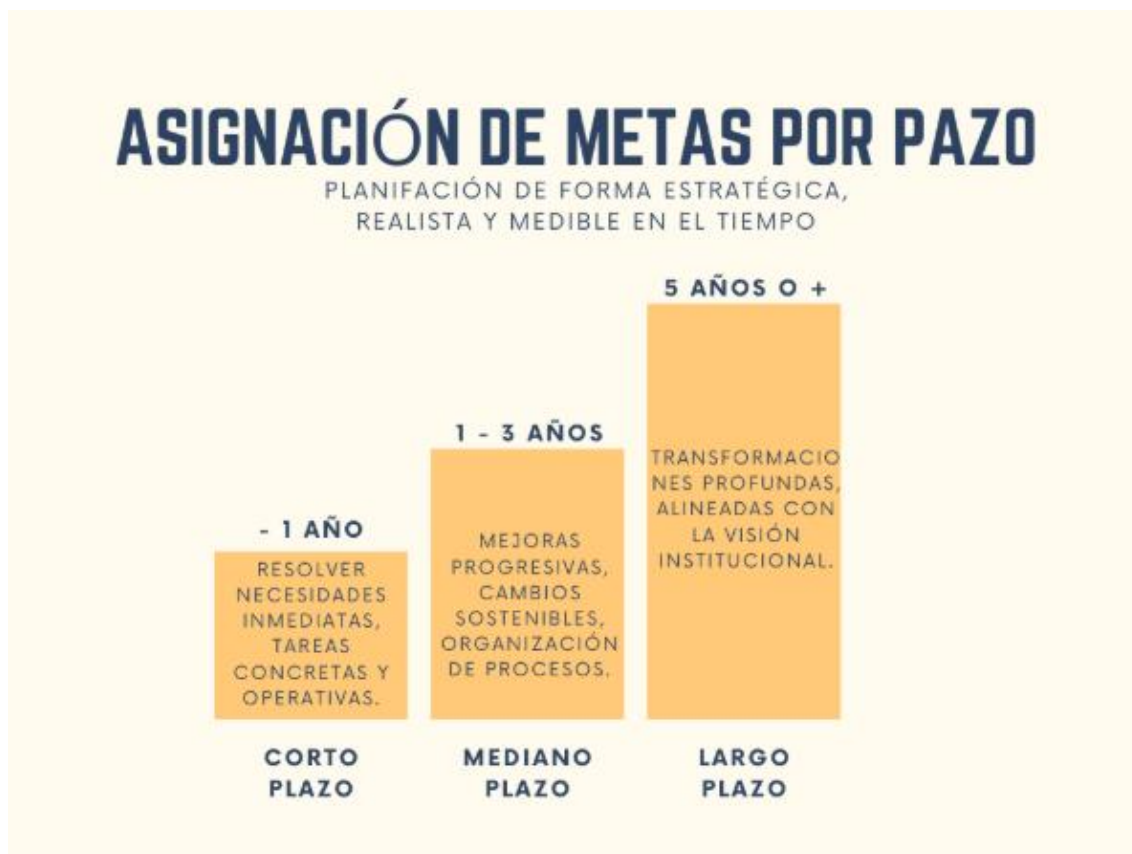 ASIGNACIÓN DE METAS POR PAZO
PLANIFACIÓN DE FORMA ESTRATÉGICA,
REALISTA Y MEDIBLE EN EL TIEMPO
- 1 AÑO
RESOLVER
NECESIDADES
INMEDIATAS,
TAREAS
CONCRETAS Y
OPERATIVAS.
CORTO
PLAZO
1 - 3 AÑOS
MEJORAS
PROGRESIVAS,
CAMBIOS
SOSTENIBLES,
ORGANIZACIÓN
DE PROCESOS.
MEDIANO
PLAZO
5 AÑOS O +
TRANSFORMACIO
NES PROFUNDAS,
ALINEADAS CON
LA VISIÓN
INSTITUCIONAL.
LARGO
PLAZO